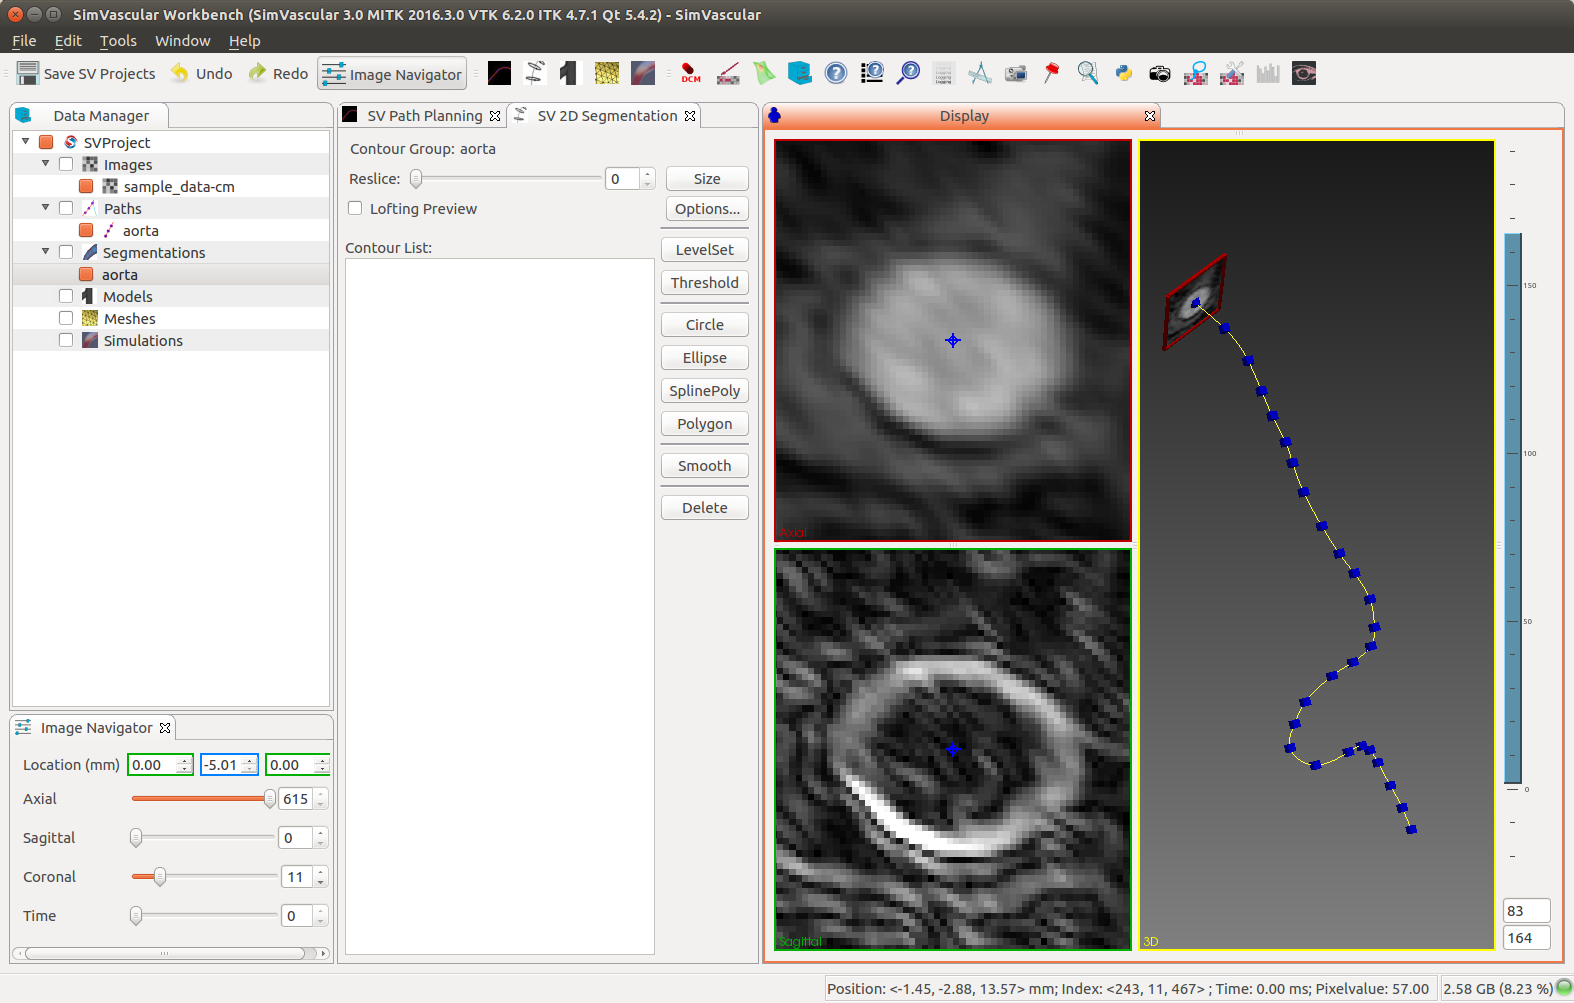 SimVascular Workbench (SimVascular 3.0 MITK 2016.3.0 VTK 6.2.0 ITK 4.7.1 Qt 5.4.2) - SimVascular
File Edit Tools Window Help
Save SV Projects Undo Redo Image Navigator DCM
Data Manager
SVProject
Images
sample_data-cm
Paths
aorta
Segmentations
aorta
Models
Meshes
Simulations
Image Navigator
Location (mm) 0.00 -5.01 0.00
Axial 615
Sagittal 0
Coronal 11
Time 0
SV Path Planning SV 2D Segmentation
Contour Group: aorta
Reslice: 0 Size
Lofting Preview Options...
Contour List: LevelSet
Threshold
Circle
Ellipse
SplinePoly
Polygon
Smooth
Delete
Display
Axial
Sagittal
3D
150
100
50
0
83
164
Position: <-1.45, -2.88, 13.57> mm; Index: <243, 11, 467> ; Time: 0.00 ms; Pixelvalue: 57.00 2.58 GB (8.23 %)